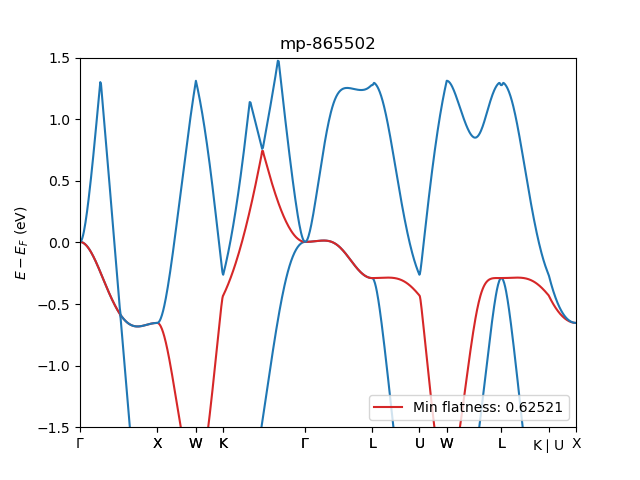 mp-865502
E − E_F (eV)
1.5
1.0
0.5
0.0
−0.5
−1.0
−1.5
Min flatness: 0.62521
Γ X W K Γ L U W L K | U X